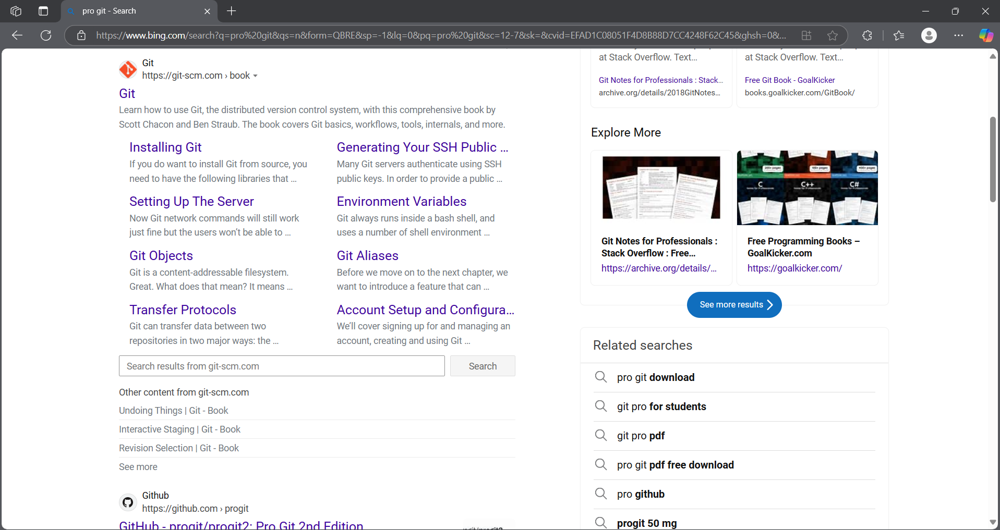 pro git - Search
https://www.bing.com/search?q=pro%20git&qs=n&form=QBRE&sp=-1&lq=0&pq=pro%20git&sc=12-7&sk=&cvid=EFAD1C08051F4D8B88D7CC4248F62C45&ghsh=0&...
Git
https://git-scm.com › book
Git
Learn how to use Git, the distributed version control system, with this comprehensive book by
Scott Chacon and Ben Straub. The book covers Git basics, workflows, tools, internals, and more.
Installing Git
If you do want to install Git from source, you
need to have the following libraries that ...
Generating Your SSH Public ...
Many Git servers authenticate using SSH
public keys. In order to provide a public ...
Setting Up The Server
Now Git network commands will still work
just fine but the users won’t be able to ...
Environment Variables
Git always runs inside a bash shell, and
uses a number of shell environment ...
Git Objects
Git is a content-addressable filesystem.
Great. What does that mean? It means ...
Git Aliases
Before we move on to the next chapter, we
want to introduce a feature that can ...
Transfer Protocols
Git can transfer data between two
repositories in two major ways: the ...
Account Setup and Configura...
We’ll cover signing up for and managing an
account, creating and using Git ...
Search results from git-scm.com
Search
Other content from git-scm.com
Undoing Things | Git - Book
Interactive Staging | Git - Book
Revision Selection | Git - Book
See more
Github
https://github.com › progit
GitHub - progit/progit2: Pro Git 2nd Edition
at Stack Overflow. Text...
Git Notes for Professionals : Stack...
archive.org/details/2018GitNotes...
at Stack Overflow. Text...
Free Git Book - GoalKicker
books.goalkicker.com/GitBook/
Explore More
Git Notes for Professionals :
Stack Overflow : Free...
https://archive.org/details/...
C
C++
C#
Free Programming Books –
GoalKicker.com
https://goalkicker.com/
See more results
Related searches
pro git download
git pro for students
git pro pdf
pro git pdf free download
pro github
progit 50 mg